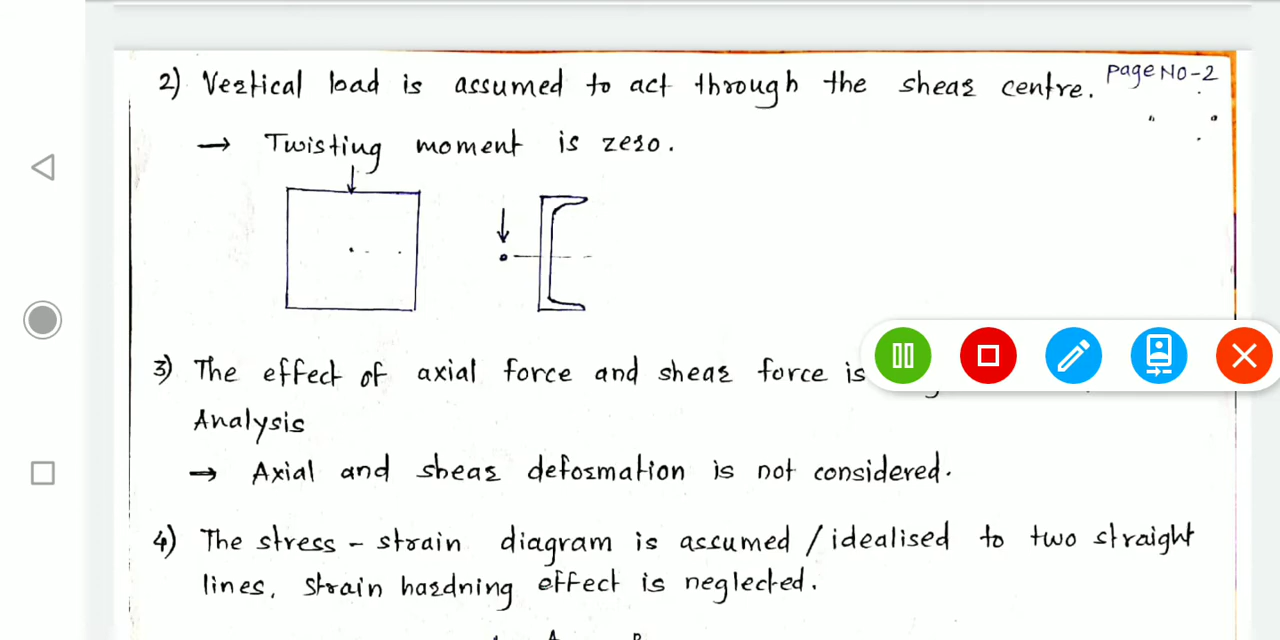 Page No-2
2) Vertical load is assumed to act through the shear centre.
→ Twisting moment is zero.
3) The effect of axial force and shear force is
Analysis
→ Axial and shear deformation is not considered.
4) The stress - strain diagram is assumed / idealised to two straight
lines, strain hardning effect is neglected.